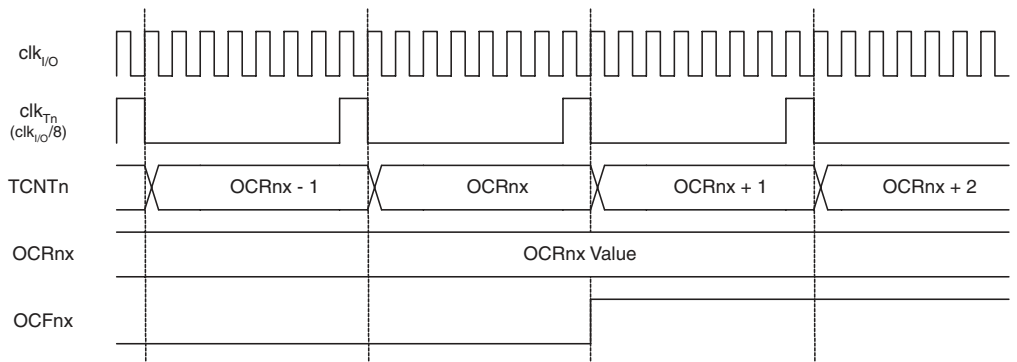 clkI/O
clkTn
(clkI/O/8)
TCNTn OCRnx - 1 OCRnx OCRnx + 1 OCRnx + 2
OCRnx OCRnx Value
OCFnx